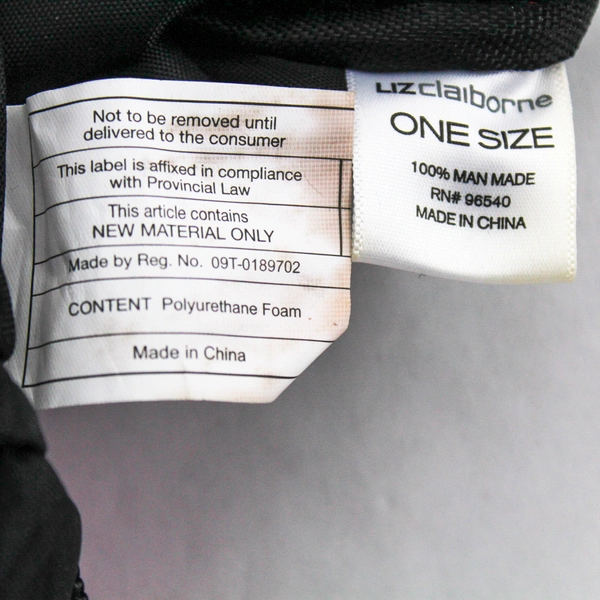 Not to be removed until
delivered to the consumer
This label is affixed in compliance
with Provincial Law
This article contains
NEW MATERIAL ONLY
Made by Reg. No. 09T-0189702
CONTENT Polyurethane Foam
Made in China
LIZclaiborne
ONE SIZE
100% MAN MADE
RN# 96540
MADE IN CHINA